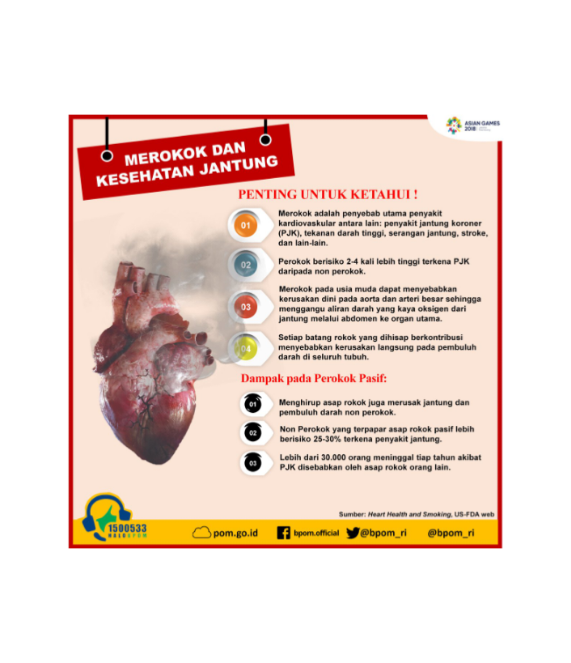 ASIAN GAMES
2018
MEROKOK DAN
KESEHATAN JANTUNG
PENTING UNTUK KETAHUI !
01
Merokok adalah penyebab utama penyakit
kardiovaskular antara lain: penyakit jantung koroner
(PJK), tekanan darah tinggi, serangan jantung, stroke,
dan lain-lain.
02
Perokok berisiko 2-4 kali lebih tinggi terkena PJK
daripada non perokok.
03
Merokok pada usia muda dapat menyebabkan
kerusakan dini pada aorta dan arteri besar sehingga
menggangu aliran darah yang kaya oksigen dari
jantung melalui abdomen ke organ utama.
04
Setiap batang rokok yang dihisap berkontribusi
menyebabkan kerusakan langsung pada pembuluh
darah di seluruh tubuh.
Dampak pada Perokok Pasif:
01
Menghirup asap rokok juga merusak jantung dan
pembuluh darah non perokok.
02
Non Perokok yang terpapar asap rokok pasif lebih
berisiko 25-30% terkena penyakit jantung.
03
Lebih dari 30.000 orang meninggal tiap tahun akibat
PJK disebabkan oleh asap rokok orang lain.
Sumber: Heart Health and Smoking, US-FDA web
1500533
HALOBPOM
pom.go.id
bpom.official
@bpom_ri
@bpom_ri